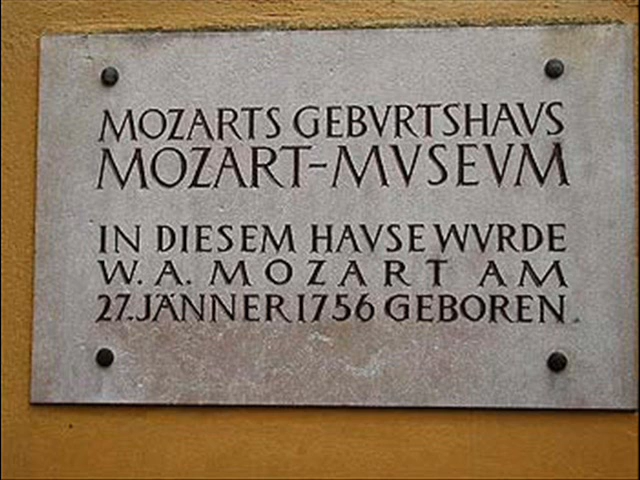 MOZARTS GEBVRTSHAVS
MOZART-MVSEVM
IN DIESEM HAVSE WVRDE
W. A. MOZART AM
27. JÄNNER 1756 GEBOREN.